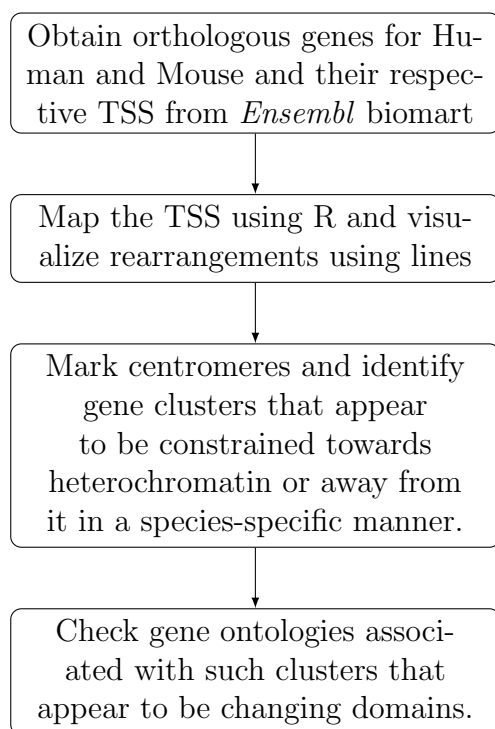 Obtain orthologous genes for Hu-
man and Mouse and their respec-
tive TSS from Ensembl biomart
Map the TSS using R and visu-
alize rearrangements using lines
Mark centromeres and identify
gene clusters that appear
to be constrained towards
heterochromatin or away from
it in a species-specific manner.
Check gene ontologies associ-
ated with such clusters that
appear to be changing domains.